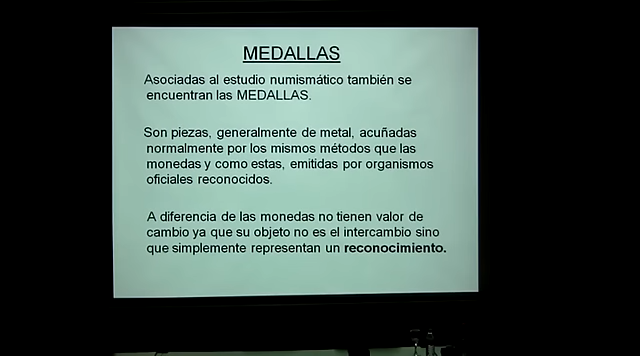 MEDALLAS
Asociadas al estudio numismático también se
encuentran las MEDALLAS.
Son piezas, generalmente de metal, acuñadas
normalmente por los mismos métodos que las
monedas y como estas, emitidas por organismos
oficiales reconocidos.
A diferencia de las monedas no tienen valor de
cambio ya que su objeto no es el intercambio sino
que simplemente representan un reconocimiento.